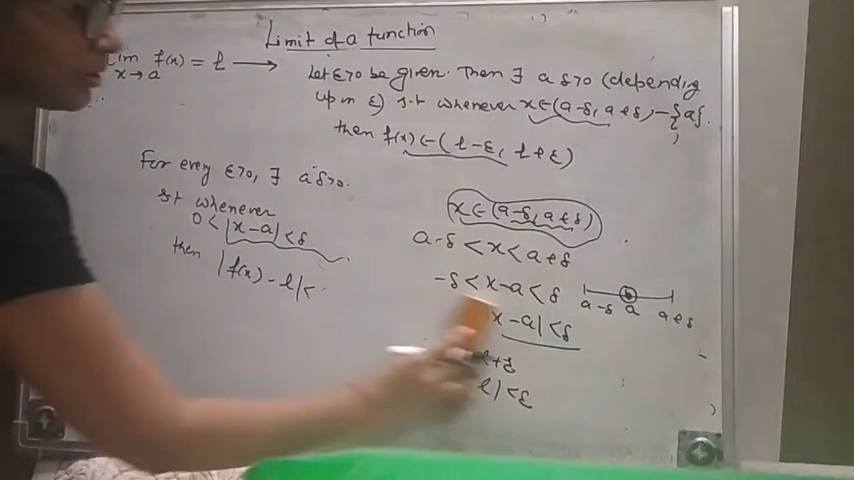 Limit of a function
lim f(x) = l →
x→a
Let ε>0 be given. Then ∃ a δ>0 (depending
upon ε) s.t whenever x∈(a-δ, a+δ)-{a}.
then f(x)∈(l-ε, l+ε)
For every ε>0, ∃ a δ>0.
s.t whenever
0<|x-a|<δ
then |f(x)-l|<
x∈(a-δ, a+δ)
a-δ<x<a+δ
-δ<x-a<δ
x-a|<δ
l+ε
l|<ε
a-δ a a+δ